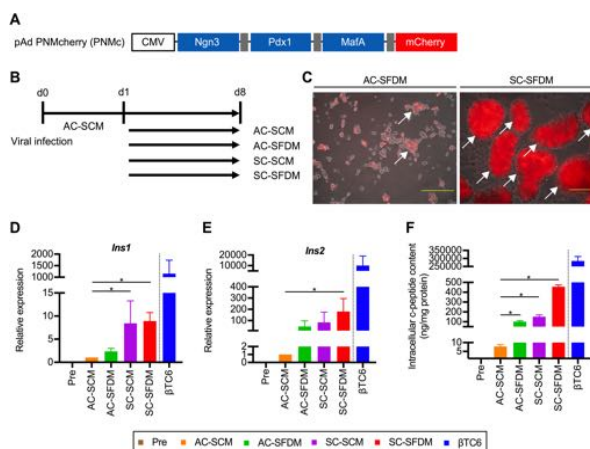 A
pAd PNMcherry (PNMc)
CMV
Ngn3
Pdx1
MafA
mCherry
B
d0
d1
d8
AC-SCM
Viral infection
AC-SCM
AC-SFDM
SC-SCM
SC-SFDM
C
AC-SFDM
SC-SFDM
D
Ins1
Relative expression
2000
1500
1000
15
10
5
0
*
*
Pre
AC-SCM
AC-SFDM
SC-SCM
SC-SFDM
βTC6
E
Ins2
Relative expression
20000
10000
400
300
200
100
2
1
0
*
Pre
AC-SCM
AC-SFDM
SC-SCM
SC-SFDM
βTC6
F
Intracellular c-peptide content
(ng/mg protein)
350000
300000
250000
500
400
300
200
100
10
5
0
*
*
*
Pre
AC-SCM
AC-SFDM
SC-SCM
SC-SFDM
βTC6
Pre
AC-SCM
AC-SFDM
SC-SCM
SC-SFDM
βTC6